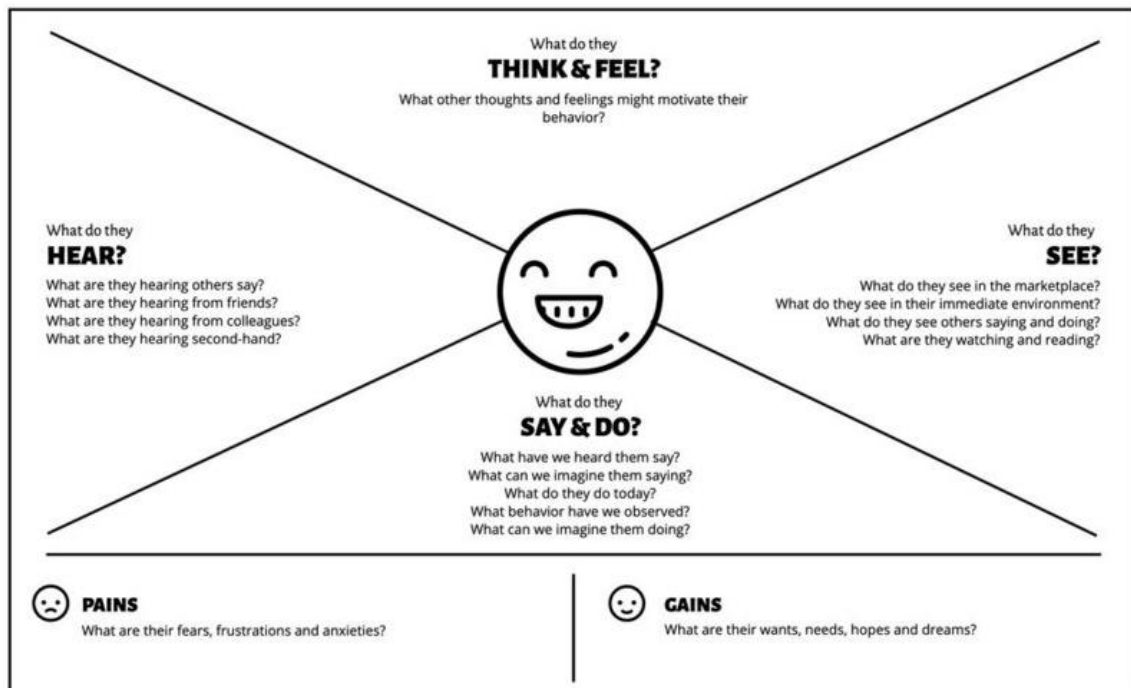 What do they
THINK & FEEL?
What other thoughts and feelings might motivate their
behavior?
What do they
HEAR?
What are they hearing others say?
What are they hearing from friends?
What are they hearing from colleagues?
What are they hearing second-hand?
What do they
SEE?
What do they see in the marketplace?
What do they see in their immediate environment?
What do they see others saying and doing?
What are they watching and reading?
What do they
SAY & DO?
What have we heard them say?
What can we imagine them saying?
What do they do today?
What behavior have we observed?
What can we imagine them doing?
PAINS
What are their fears, frustrations and anxieties?
GAINS
What are their wants, needs, hopes and dreams?